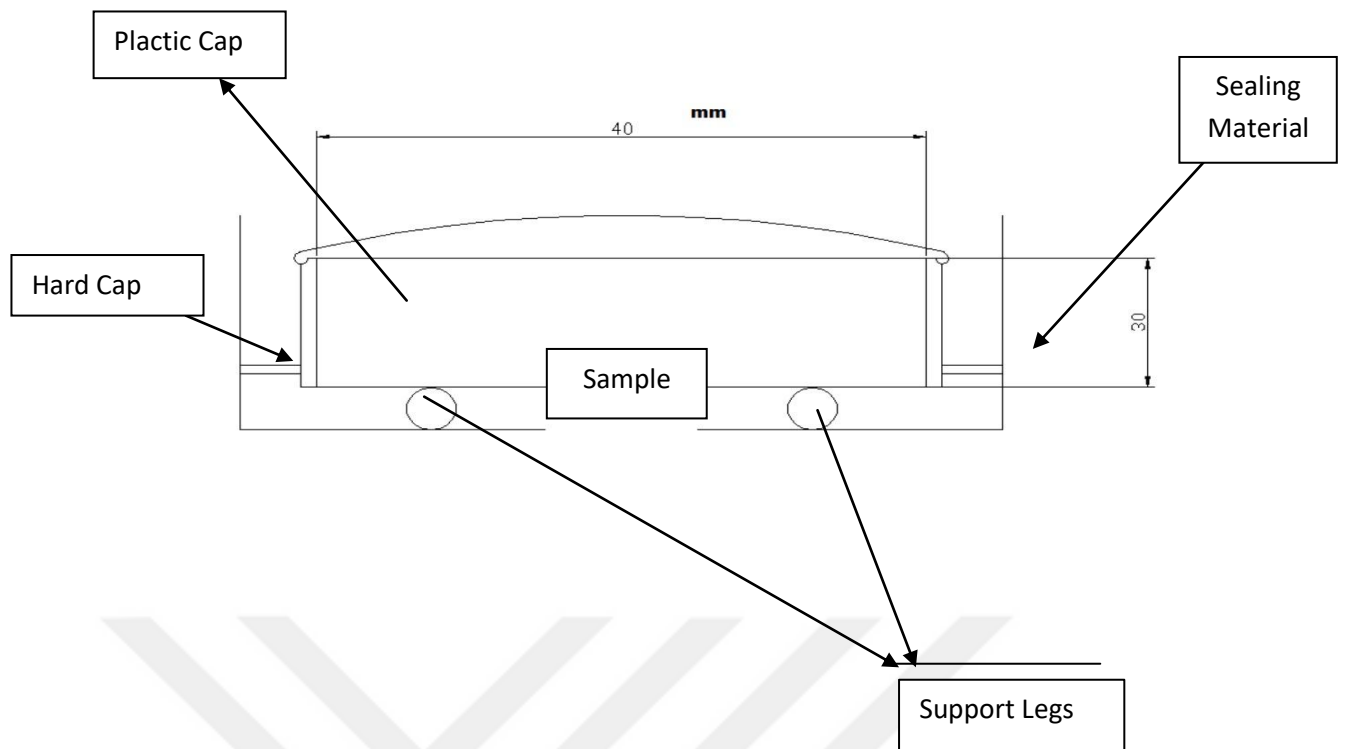 Plactic Cap
Sealing
Material
mm
40
Hard Cap
30
Sample
Support Legs